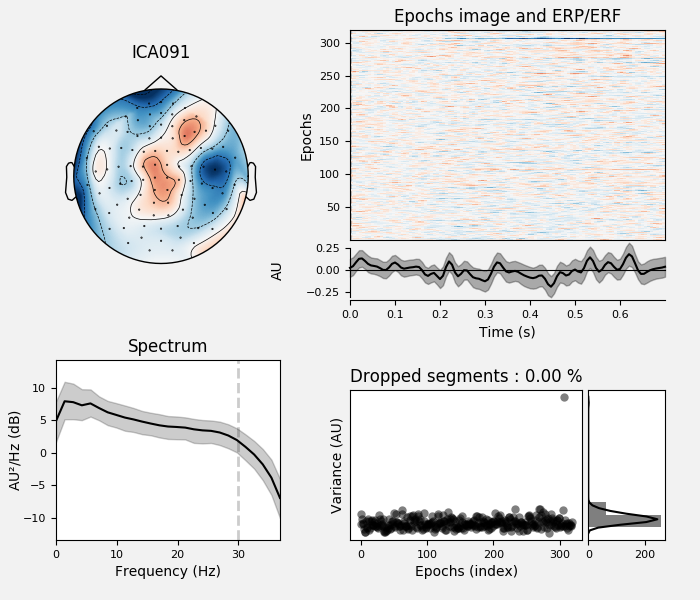 ICA091
Epochs image and ERP/ERF
Epochs
300
250
200
150
100
50
AU
0.25
0.00
−0.25
0.0 0.1 0.2 0.3 0.4 0.5 0.6
Time (s)
Spectrum
AU²/Hz (dB)
10
5
0
−5
−10
0 10 20 30
Frequency (Hz)
Dropped segments : 0.00 %
Variance (AU)
0 100 200 300
Epochs (index)
0 200